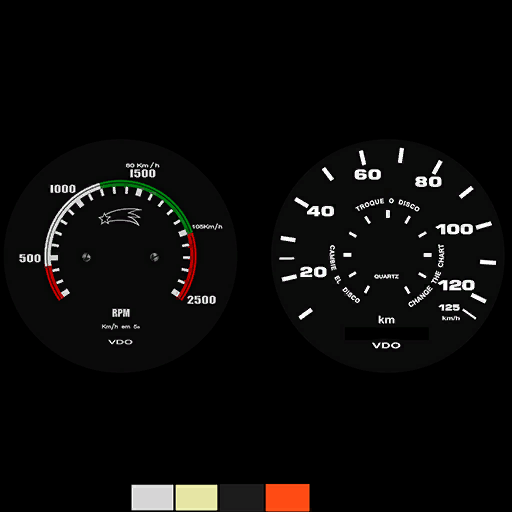 60 Km/h
1500
1000
105Km/h
500
2500
RPM
Km/h em 5a
VDO
60
80
40
TROQUE O DISCO
100
CAMBIE EL DISCO
CHANGE THE CHART
20
QUARTZ
120
125
km/h
km
VDO